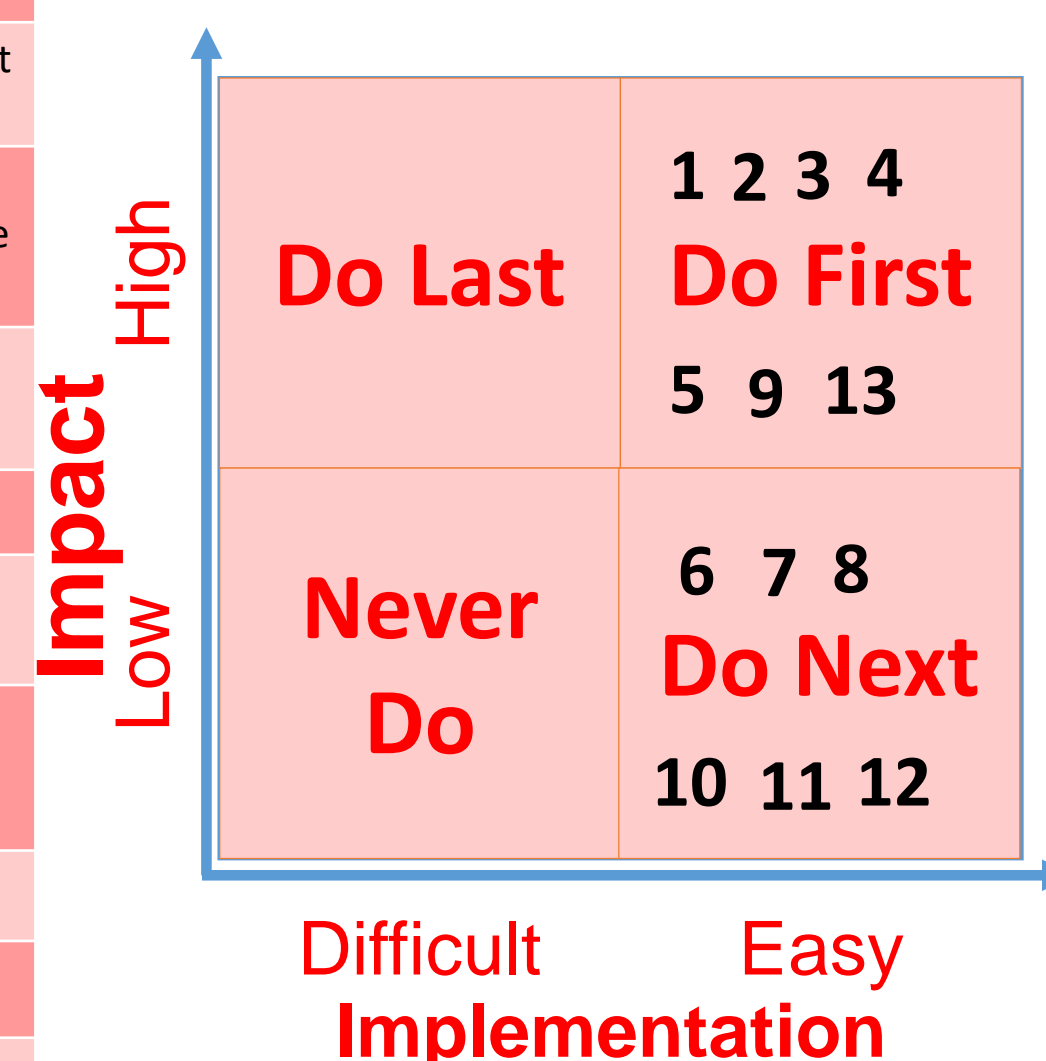 t
e
Impact
High
Low
Do Last
1 2 3 4
Do First
5 9 13
Never
Do
6 7 8
Do Next
10 11 12
Difficult Easy
Implementation